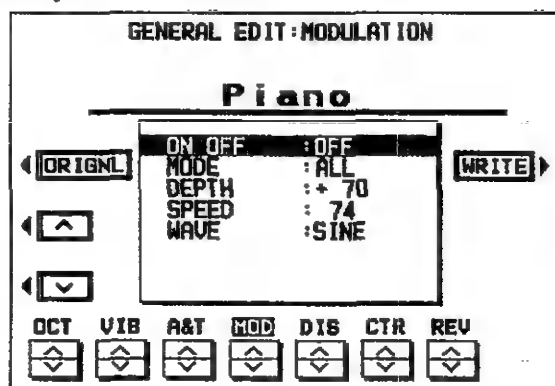 GENERAL EDIT:MODULATION
Piano
ON OFF :OFF
ORIGNL
MODE :ALL
WRITE
DEPTH :+ 70
SPEED : 74
WAVE :SINE
OCT VIB A&T MOD DIS CTR REV